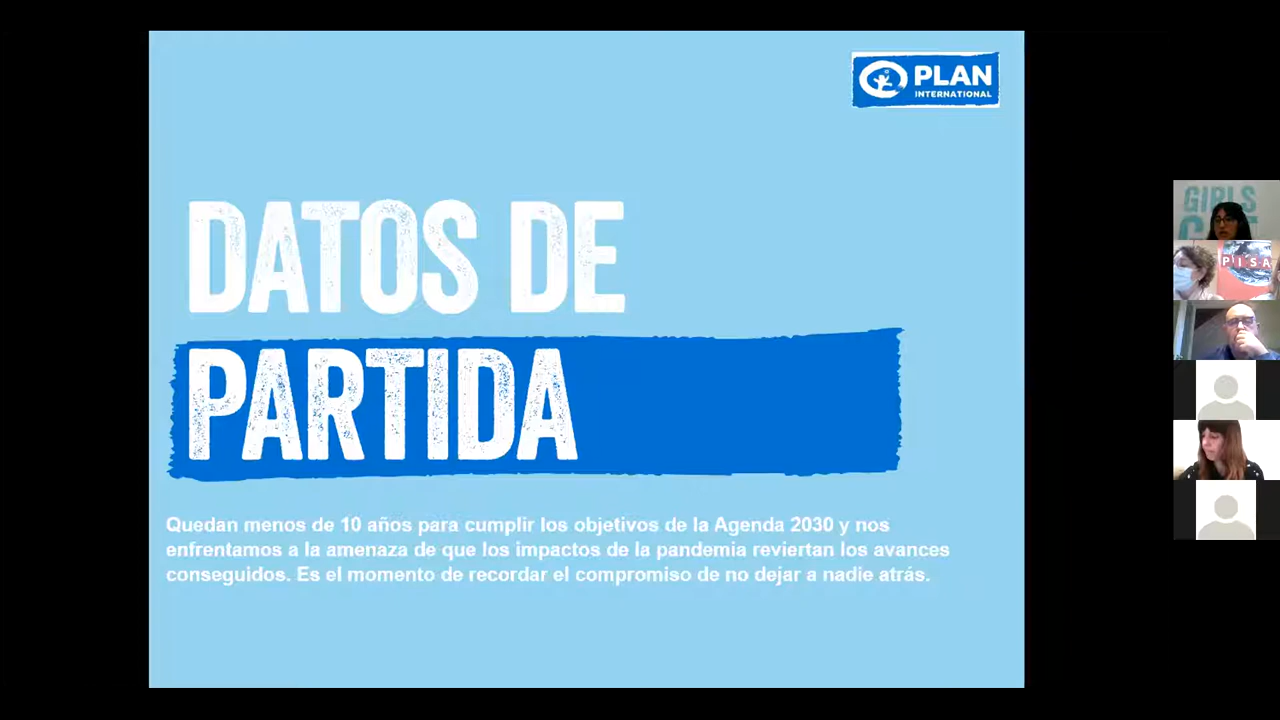 PLAN
INTERNATIONAL
DATOS DE
PARTIDA
Quedan menos de 10 años para cumplir los objetivos de la Agenda 2030 y nos
enfrentamos a la amenaza de que los impactos de la pandemia reviertan los avances
conseguidos. Es el momento de recordar el compromiso de no dejar a nadie atrás.
GIRLS
PISA